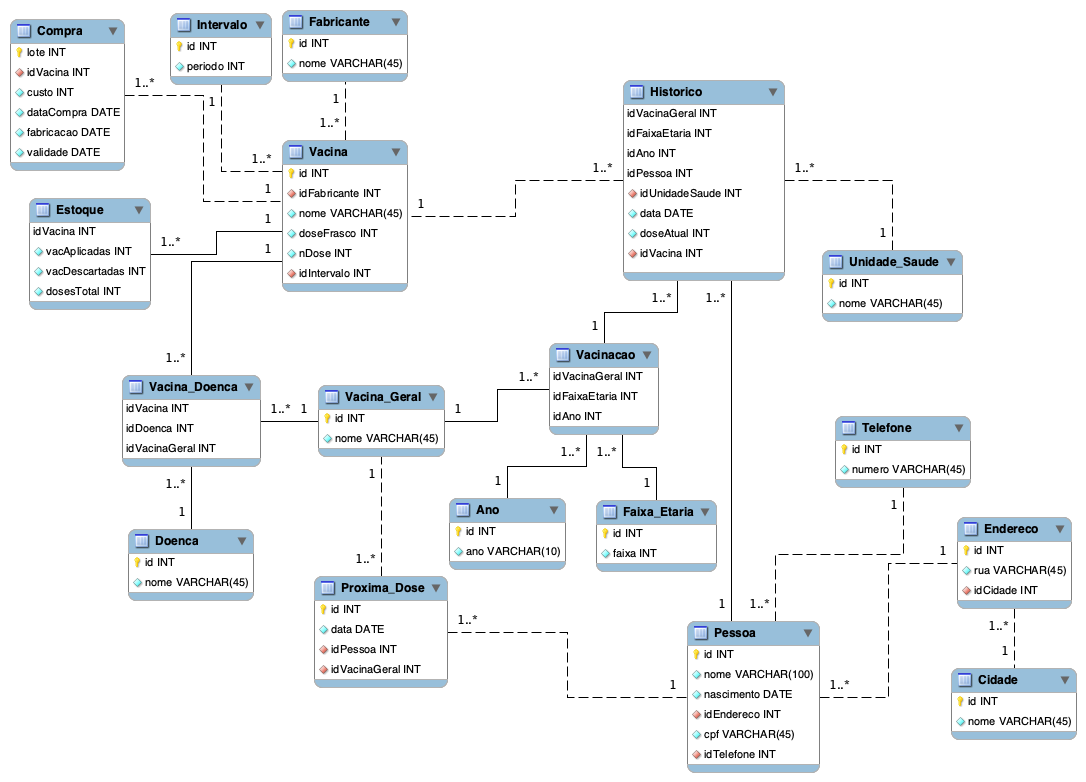 Compra
lote INT
idVacina INT
custo INT
dataCompra DATE
fabricacao DATE
validade DATE
Intervalo
id INT
periodo INT
Fabricante
id INT
nome VARCHAR(45)
1..*
1
1
1..*
1..*
1
Vacina
id INT
idFabricante INT
nome VARCHAR(45)
doseFrasco INT
nDose INT
idIntervalo INT
1
1
1
Historico
idVacinaGeral INT
idFaixaEtaria INT
idAno INT
idPessoa INT
idUnidadeSaude INT
data DATE
doseAtual INT
idVacina INT
1..*
1..*
1
Unidade_Saude
id INT
nome VARCHAR(45)
Estoque
idVacina INT
vacAplicadas INT
vacDescartadas INT
dosesTotal INT
1..*
1..*
1..*
1..*
1
Vacinacao
idVacinaGeral INT
idFaixaEtaria INT
idAno INT
Vacina_Doenca
idVacina INT
idDoenca INT
idVacinaGeral INT
1..*
1
Vacina_Geral
id INT
nome VARCHAR(45)
1
1..*
1..*
1
1
1..*
1..*
1
1
Doenca
id INT
nome VARCHAR(45)
Ano
id INT
ano VARCHAR(10)
Faixa_Etaria
id INT
faixa INT
Telefone
id INT
numero VARCHAR(45)
1
1..*
Endereco
id INT
rua VARCHAR(45)
idCidade INT
1
1..*
1
1..*
Proxima_Dose
id INT
data DATE
idPessoa INT
idVacinaGeral INT
1..*
1
1
Pessoa
id INT
nome VARCHAR(100)
nascimento DATE
idEndereco INT
cpf VARCHAR(45)
idTelefone INT
1..*
Cidade
id INT
nome VARCHAR(45)